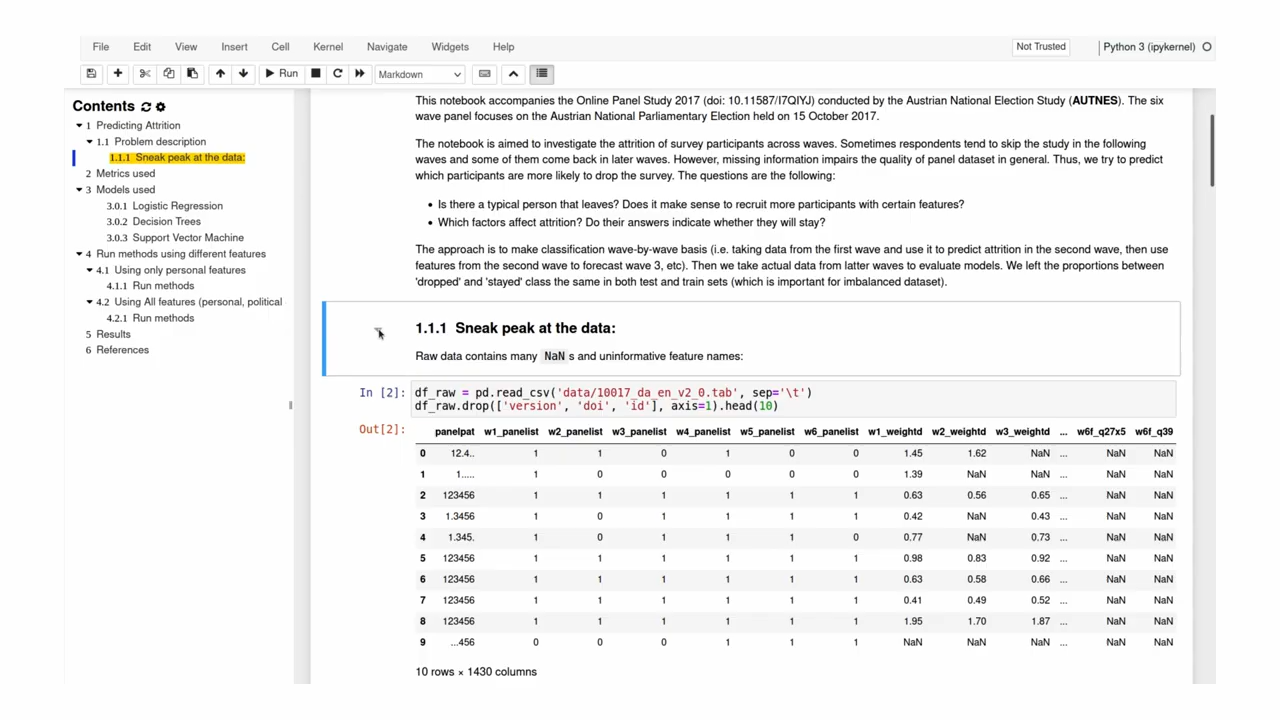 File Edit View Insert Cell Kernel Navigate Widgets Help Not Trusted Python 3 (ipykernel)
Run Markdown
Contents
1 Predicting Attrition
1.1 Problem description
1.1.1 Sneak peak at the data:
2 Metrics used
3 Models used
3.0.1 Logistic Regression
3.0.2 Decision Trees
3.0.3 Support Vector Machine
4 Run methods using different features
4.1 Using only personal features
4.1.1 Run methods
4.2 Using All features (personal, political
4.2.1 Run methods
5 Results
6 References
This notebook accompanies the Online Panel Study 2017 (doi: 10.11587/I7QIYJ) conducted by the Austrian National Election Study (AUTNES). The six
wave panel focuses on the Austrian National Parliamentary Election held on 15 October 2017.
The notebook is aimed to investigate the attrition of survey participants across waves. Sometimes respondents tend to skip the study in the following
waves and some of them come back in later waves. However, missing information impairs the quality of panel dataset in general. Thus, we try to predict
which participants are more likely to drop the survey. The questions are the following:
• Is there a typical person that leaves? Does it make sense to recruit more participants with certain features?
• Which factors affect attrition? Do their answers indicate whether they will stay?
The approach is to make classification wave-by-wave basis (i.e. taking data from the first wave and use it to predict attrition in the second wave, then use
features from the second wave to forecast wave 3, etc). Then we take actual data from latter waves to evaluate models. We left the proportions between
'dropped' and 'stayed' class the same in both test and train sets (which is important for imbalanced dataset).
1.1.1 Sneak peak at the data:
Raw data contains many NaN s and uninformative feature names:
In [2]: df_raw = pd.read_csv('data/10017_da_en_v2_0.tab', sep='\t')
df_raw.drop(['version', 'doi', 'id'], axis=1).head(10)
Out[2]:
panelpat w1_panelist w2_panelist w3_panelist w4_panelist w5_panelist w6_panelist w1_weightd w2_weightd w3_weightd ... w6f_q27x5 w6f_q39
0 12.4.. 1 1 0 1 0 0 1.45 1.62 NaN ... NaN NaN
1 1..... 1 0 0 0 0 0 1.39 NaN NaN ... NaN NaN
2 123456 1 1 1 1 1 1 0.63 0.56 0.65 ... NaN NaN
3 1.3456 1 0 1 1 1 1 0.42 NaN 0.43 ... NaN NaN
4 1.345. 1 0 1 1 1 0 0.77 NaN 0.73 ... NaN NaN
5 123456 1 1 1 1 1 1 0.98 0.83 0.92 ... NaN NaN
6 123456 1 1 1 1 1 1 0.63 0.58 0.66 ... NaN NaN
7 123456 1 1 1 1 1 1 0.41 0.49 0.52 ... NaN NaN
8 123456 1 1 1 1 1 1 1.95 1.70 1.87 ... NaN NaN
9 ...456 0 0 0 1 1 1 NaN NaN NaN ... NaN NaN
10 rows × 1430 columns